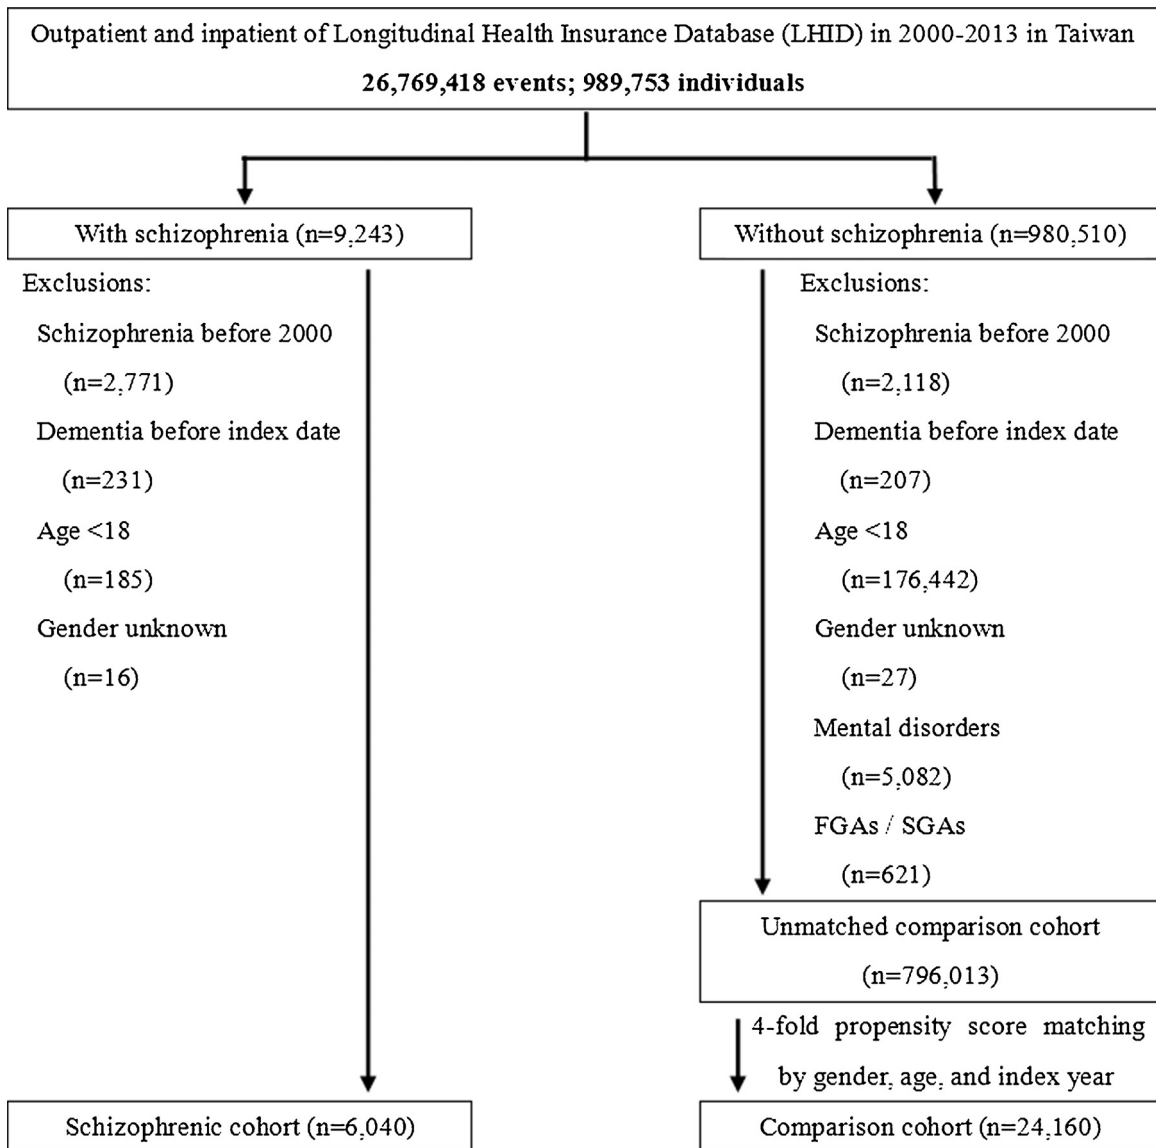 Outpatient and inpatient of Longitudinal Health Insurance Database (LHID) in 2000-2013 in Taiwan
26,769,418 events; 989,753 individuals
With schizophrenia (n=9,243)
Exclusions:
Schizophrenia before 2000
(n=2,771)
Dementia before index date
(n=231)
Age <18
(n=185)
Gender unknown
(n=16)
Without schizophrenia (n=980,510)
Exclusions:
Schizophrenia before 2000
(n=2,118)
Dementia before index date
(n=207)
Age <18
(n=176,442)
Gender unknown
(n=27)
Mental disorders
(n=5,082)
FGAs / SGAs
(n=621)
Unmatched comparison cohort
(n=796,013)
4-fold propensity score matching
by gender, age, and index year
Schizophrenic cohort (n=6,040)
Comparison cohort (n=24,160)